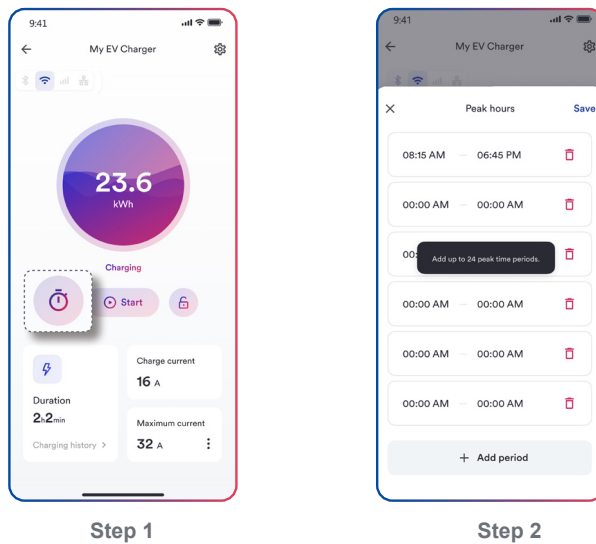 9:41
My EV Charger
23.6
kWh
Charging
Start
Duration
2h2min
Charging history >
Charge current
16 A
Maximum current
32 A
Step 1
9:41
My EV Charger
Peak hours
Save
08:15 AM — 06:45 PM
00:00 AM — 00:00 AM
00:
Add up to 24 peak time periods.
00:00 AM — 00:00 AM
00:00 AM — 00:00 AM
00:00 AM — 00:00 AM
+ Add period
Step 2